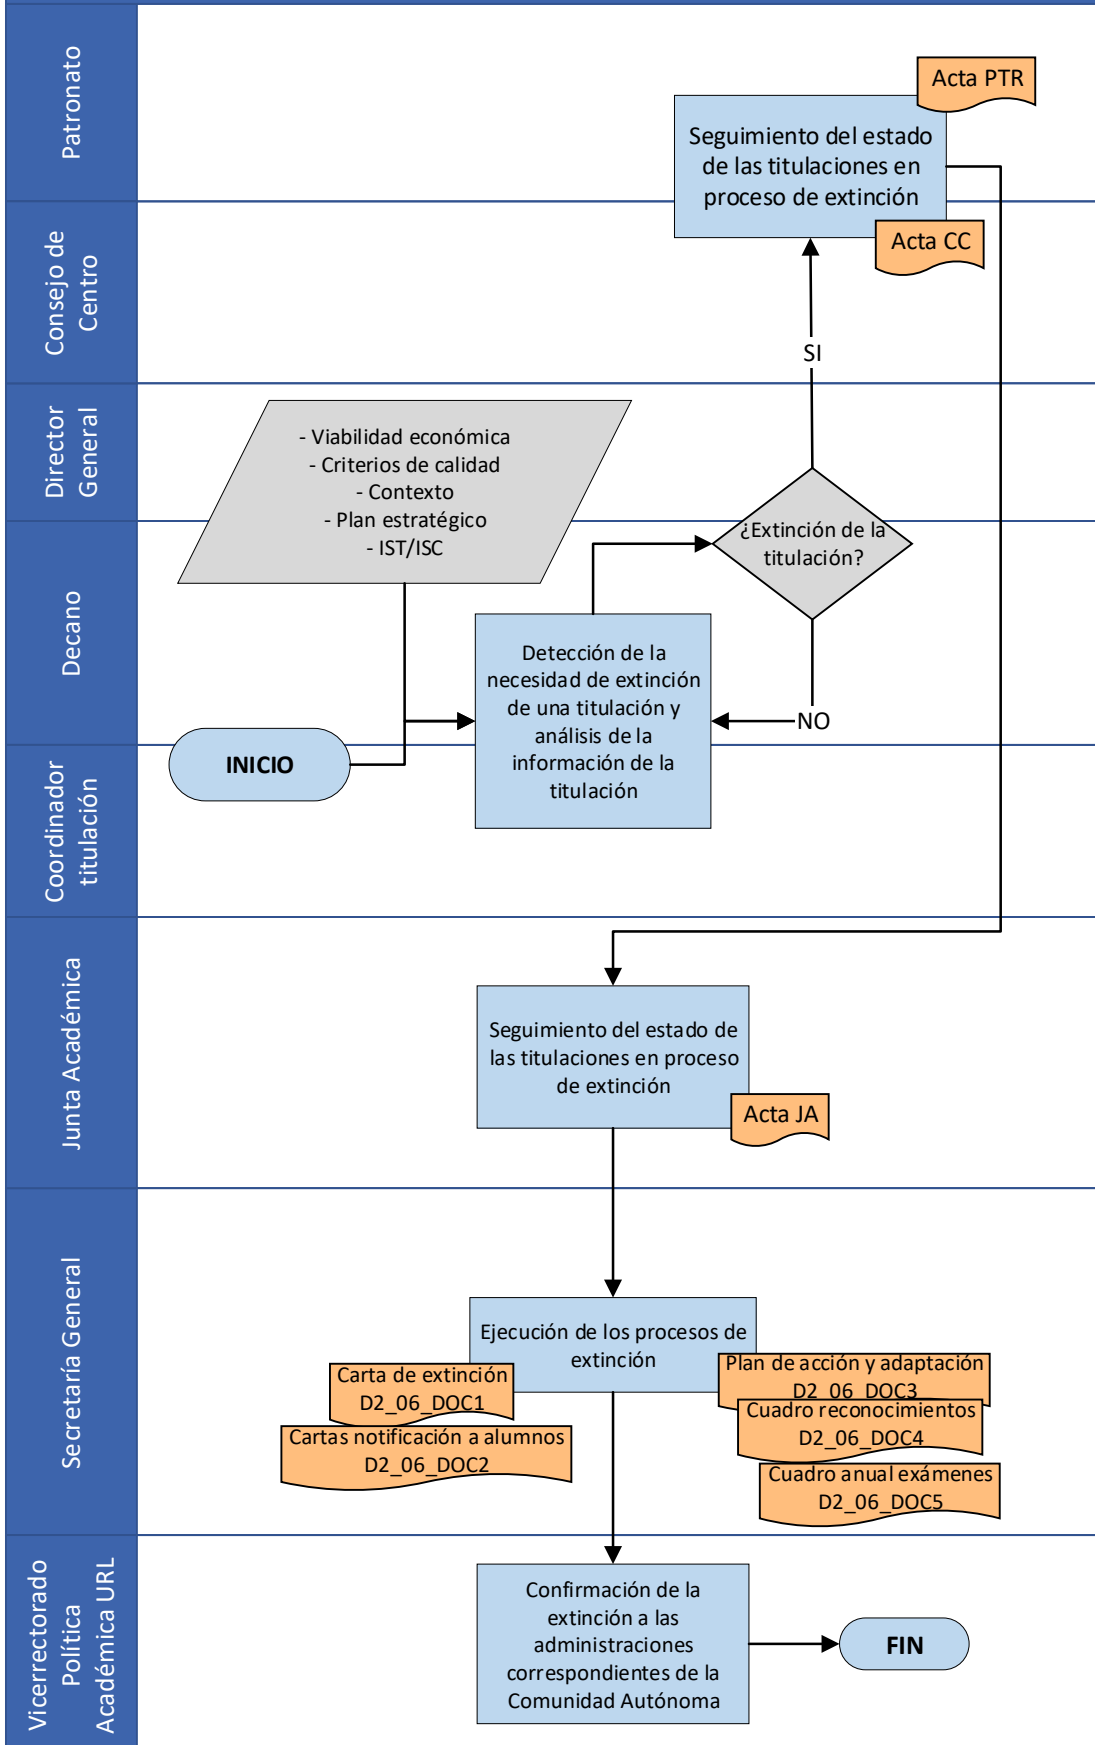 Patronato
Acta PTR
Seguimiento del estado
de las titulaciones en
proceso de extinción
Acta CC
Consejo de
Centro
SI
Director
General
- Viabilidad económica
- Criterios de calidad
- Contexto
- Plan estratégico
- IST/ISC
¿Extinción de la
titulación?
Decano
Detección de la
necesidad de extinción
de una titulación y
análisis de la
información de la
titulación
NO
INICIO
Coordinador
titulación
Junta Académica
Seguimiento del estado de
las titulaciones en proceso
de extinción
Acta JA
Secretaría General
Ejecución de los procesos de
extinción
Carta de extinción
D2_06_DOC1
Cartas notificación a alumnos
D2_06_DOC2
Plan de acción y adaptación
D2_06_DOC3
Cuadro reconocimientos
D2_06_DOC4
Cuadro anual exámenes
D2_06_DOC5
Vicerrectorado
Política
Académica URL
Confirmación de la
extinción a las
administraciones
correspondientes de la
Comunidad Autónoma
FIN